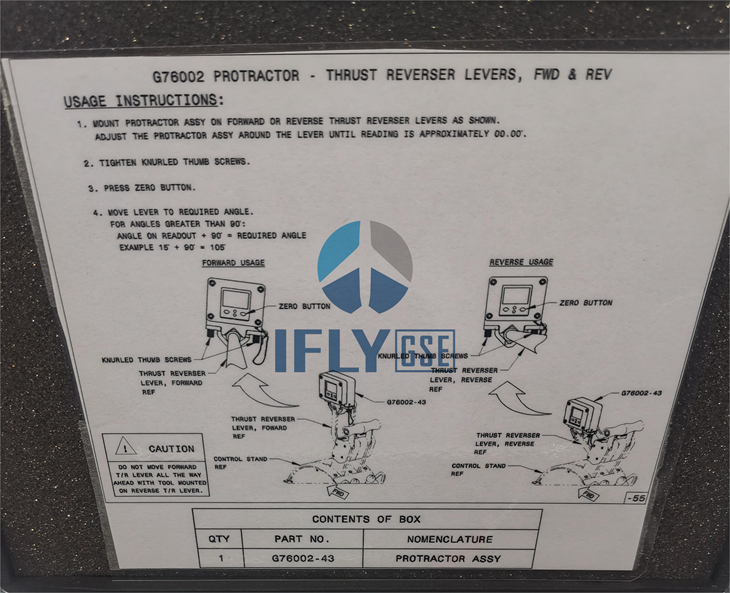 G76002 PROTRACTOR - THRUST REVERSER LEVERS, FWD & REV
USAGE INSTRUCTIONS:
1. MOUNT PROTRACTOR ASSY ON FORWARD OR REVERSE THRUST REVERSER LEVERS AS SHOWN.
ADJUST THE PROTRACTOR ASSY AROUND THE LEVER UNTIL READING IS APPROXIMATELY 00.00°.
2. TIGHTEN KNURLED THUMB SCREWS.
3. PRESS ZERO BUTTON.
4. MOVE LEVER TO REQUIRED ANGLE.
FOR ANGLES GREATER THAN 90°:
ANGLE ON READOUT + 90° = REQUIRED ANGLE
EXAMPLE 15° + 90° = 105°
FORWARD USAGE
ZERO BUTTON
KNURLED THUMB SCREWS
THRUST REVERSER
LEVER, FORWARD
REF
G76002-43
THRUST REVERSER
LEVER, FOWARD
REF
CONTROL STAND
REF
FWD
REVERSE USAGE
ZERO BUTTON
KNURLED THUMB SCREWS
THRUST REVERSER
LEVER, REVERSE
REF
G76002-43
THRUST REVERSER
LEVER, REVERSE
REF
CONTROL STAND
REF
FWD
-55
IFLY GSE
! CAUTION
DO NOT MOVE FORWARD
T/R LEVER ALL THE WAY
AHEAD WITH TOOL MOUNTED
ON REVERSE T/R LEVER.
CONTENTS OF BOX
QTY PART NO. NOMENCLATURE
1 G76002-43 PROTRACTOR ASSY